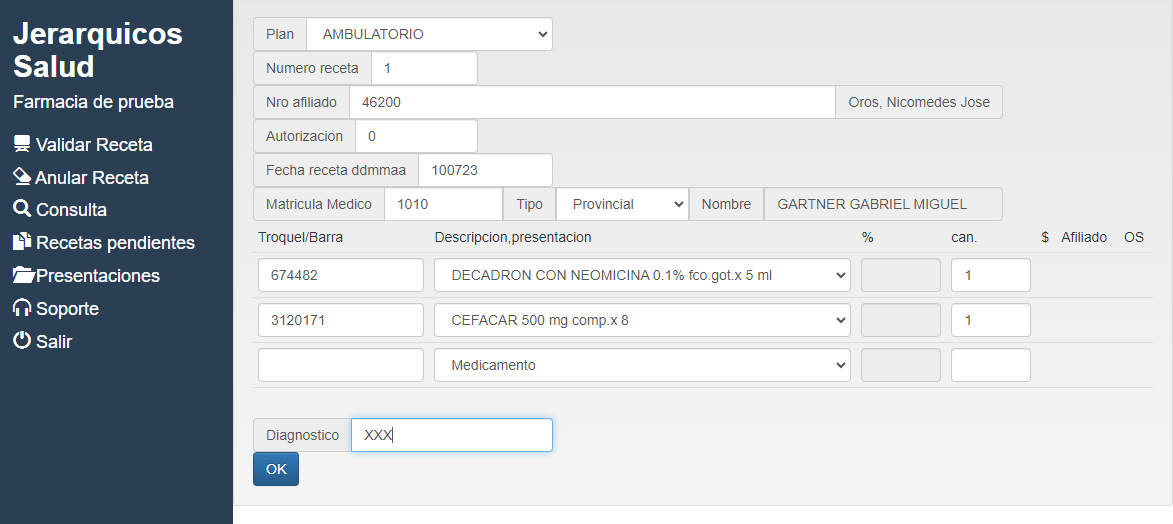 Jerarquicos
Salud
Farmacia de prueba
Validar Receta
Anular Receta
Consulta
Recetas pendientes
Presentaciones
Soporte
Salir
Plan AMBULATORIO
Numero receta 1
Nro afiliado 46200 Oros, Nicomedes Jose
Autorizacion 0
Fecha receta ddmmaa 100723
Matricula Medico 1010 Tipo Provincial Nombre GARTNER GABRIEL MIGUEL
Troquel/Barra Descripcion,presentacion % can. $ Afiliado OS
674482 DECADRON CON NEOMICINA 0.1% fco.got.x 5 ml 1
3120171 CEFACAR 500 mg comp.x 8 1
Medicamento
Diagnostico XXX
OK